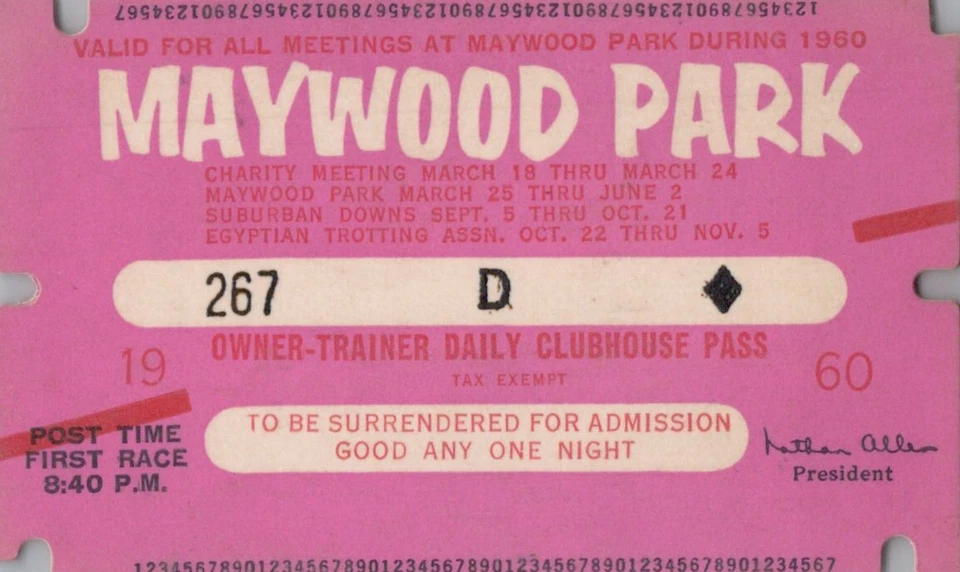 1234567890123456789012345678901234567890123456789012345678901
VALID FOR ALL MEETINGS AT MAYWOOD PARK DURING 1960
MAYWOOD PARK
CHARITY MEETING MARCH 18 THRU MARCH 24
MAYWOOD PARK MARCH 25 THRU JUNE 2
SUBURBAN DOWNS SEPT. 5 THRU OCT. 21
EGYPTIAN TROTTING ASSN. OCT. 22 THRU NOV. 5
267 D ♦
OWNER-TRAINER DAILY CLUBHOUSE PASS
19 TAX EXEMPT 60
TO BE SURRENDERED FOR ADMISSION
GOOD ANY ONE NIGHT
POST TIME
FIRST RACE
8:40 P.M.
Nathan Allen
President
123456789012345678901234567890123456789012345678901234567